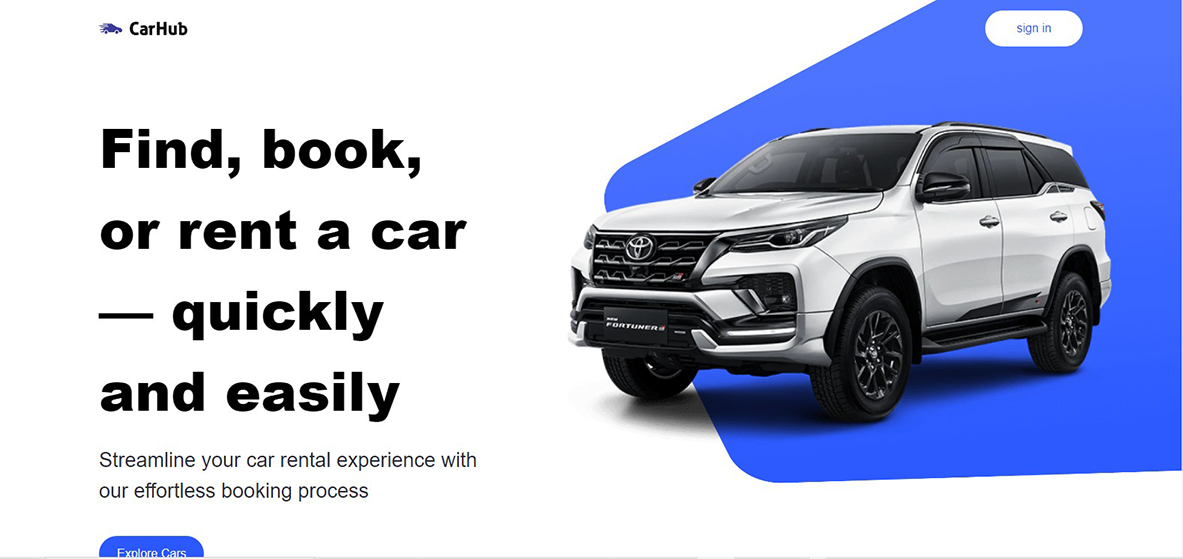 CarHub
sign in
Find, book,
or rent a car
— quickly
and easily
NEW
FORTUNER
Streamline your car rental experience with
our effortless booking process
Explore Cars